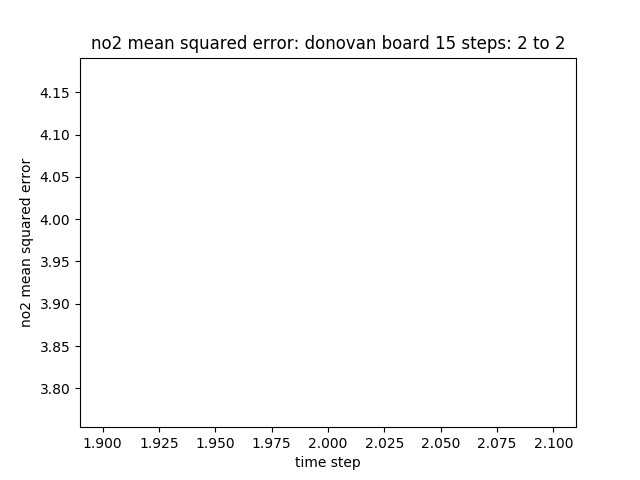 no2 mean squared error: donovan board 15 steps: 2 to 2
no2 mean squared error
4.15
4.10
4.05
4.00
3.95
3.90
3.85
3.80
1.900 1.925 1.950 1.975 2.000 2.025 2.050 2.075 2.100
time step